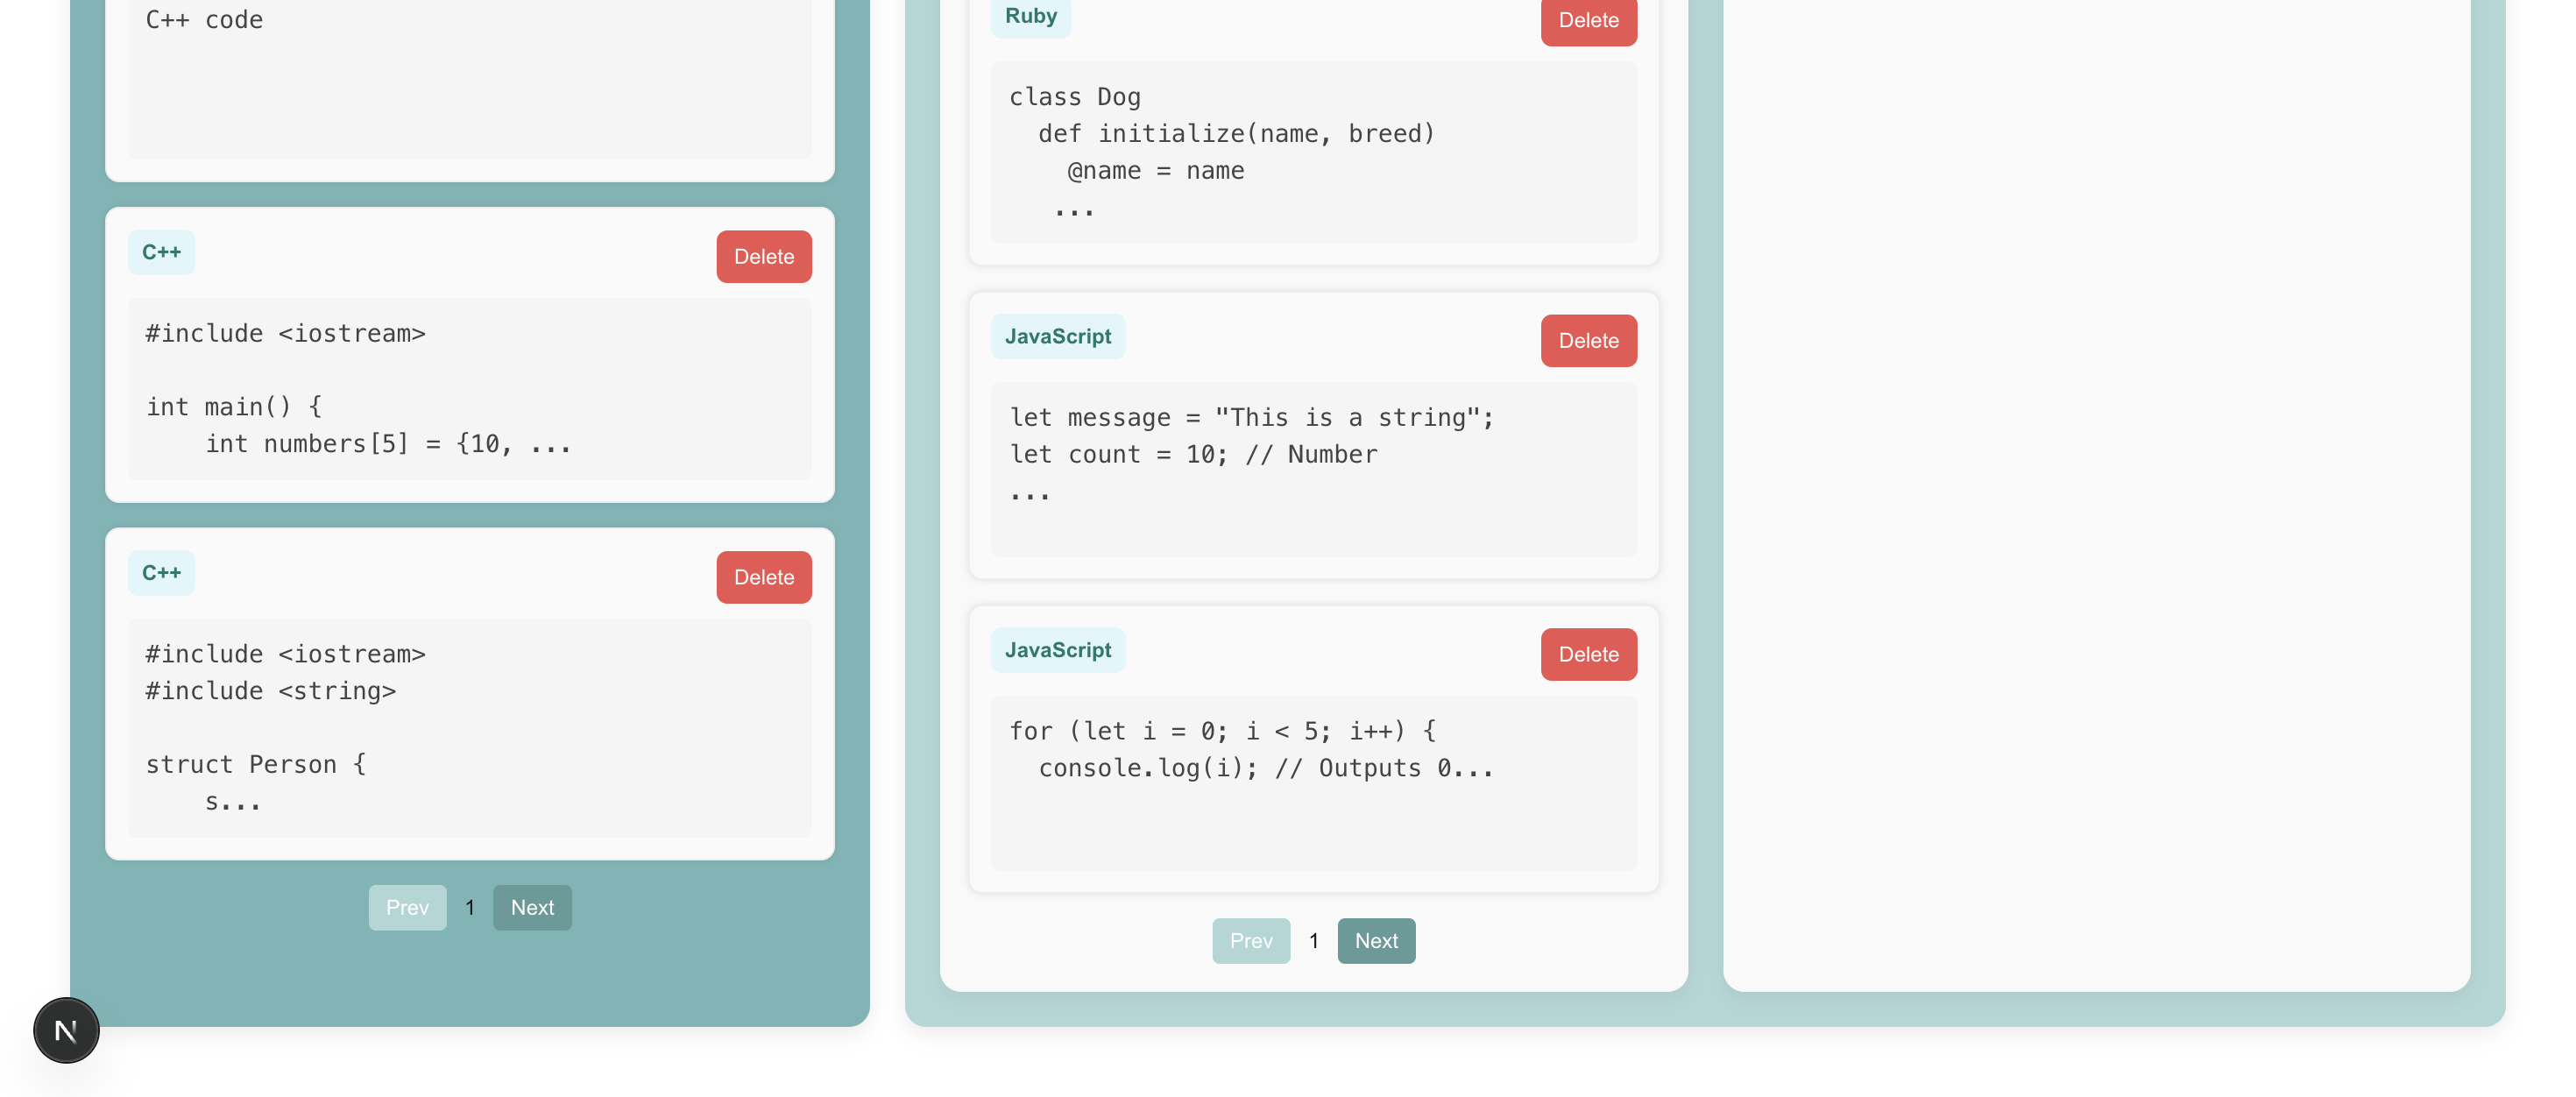 C++ code
C++
Delete
#include <iostream>
int main() {
    int numbers[5] = {10, ...
C++
Delete
#include <iostream>
#include <string>
struct Person {
    s...
Prev 1 Next
Ruby
Delete
class Dog
  def initialize(name, breed)
    @name = name
   ...
JavaScript
Delete
let message = "This is a string";
let count = 10; // Number
...
JavaScript
Delete
for (let i = 0; i < 5; i++) {
  console.log(i); // Outputs 0...
Prev 1 Next
N